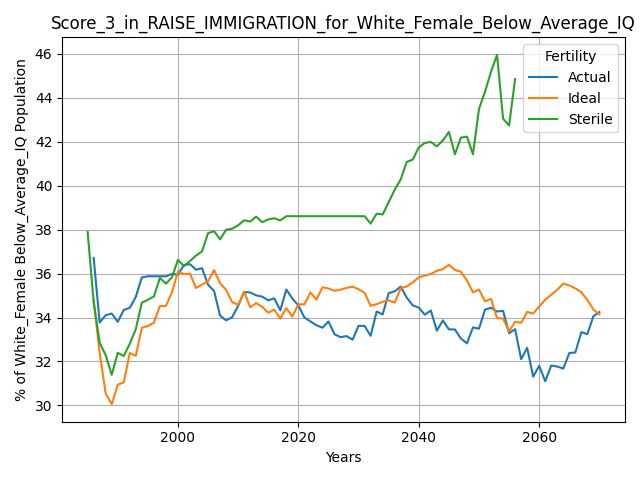 Score_3_in_RAISE_IMMIGRATION_for_White_Female_Below_Average_IQ
% of White_Female Below_Average_IQ Population
46
44
42
40
38
36
34
32
30
Fertility
Actual
Ideal
Sterile
2000
2020
2040
2060
Years